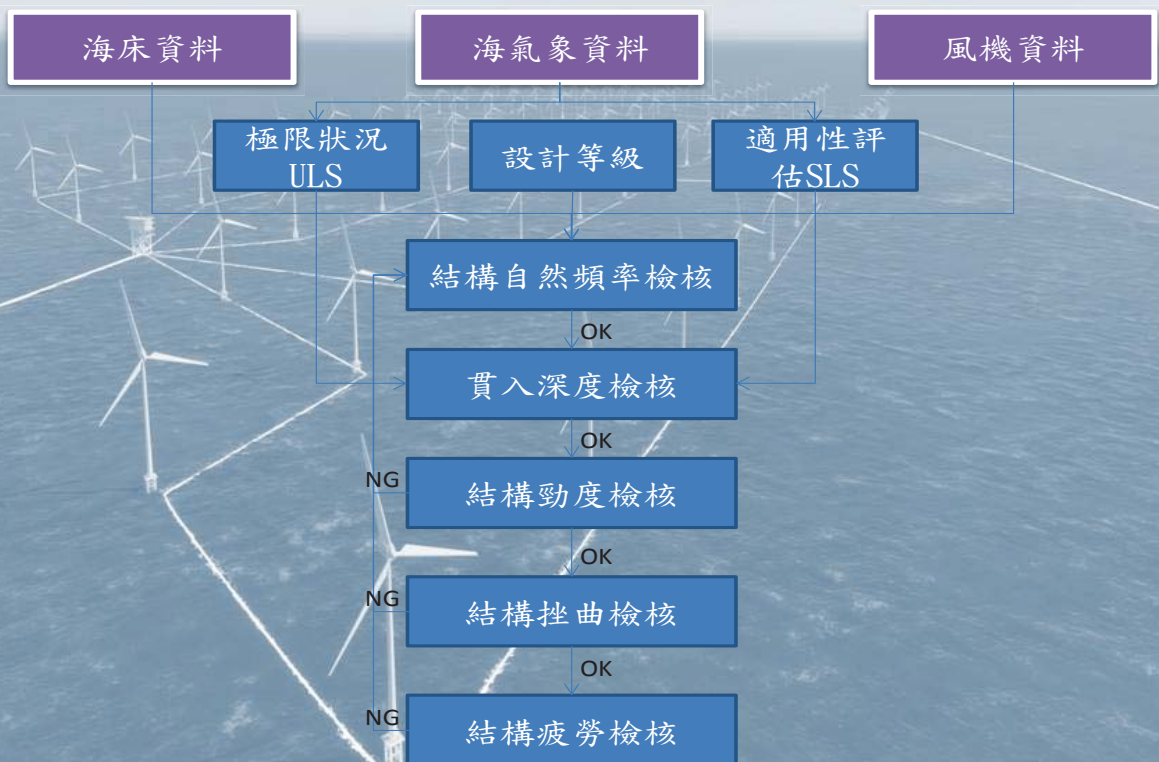 海床資料
海氣象資料
風機資料
極限狀況
ULS
設計等級
適用性評
估SLS
結構自然頻率檢核
OK
貫入深度檢核
OK
NG
結構勁度檢核
OK
NG
結構挫曲檢核
OK
NG
結構疲勞檢核